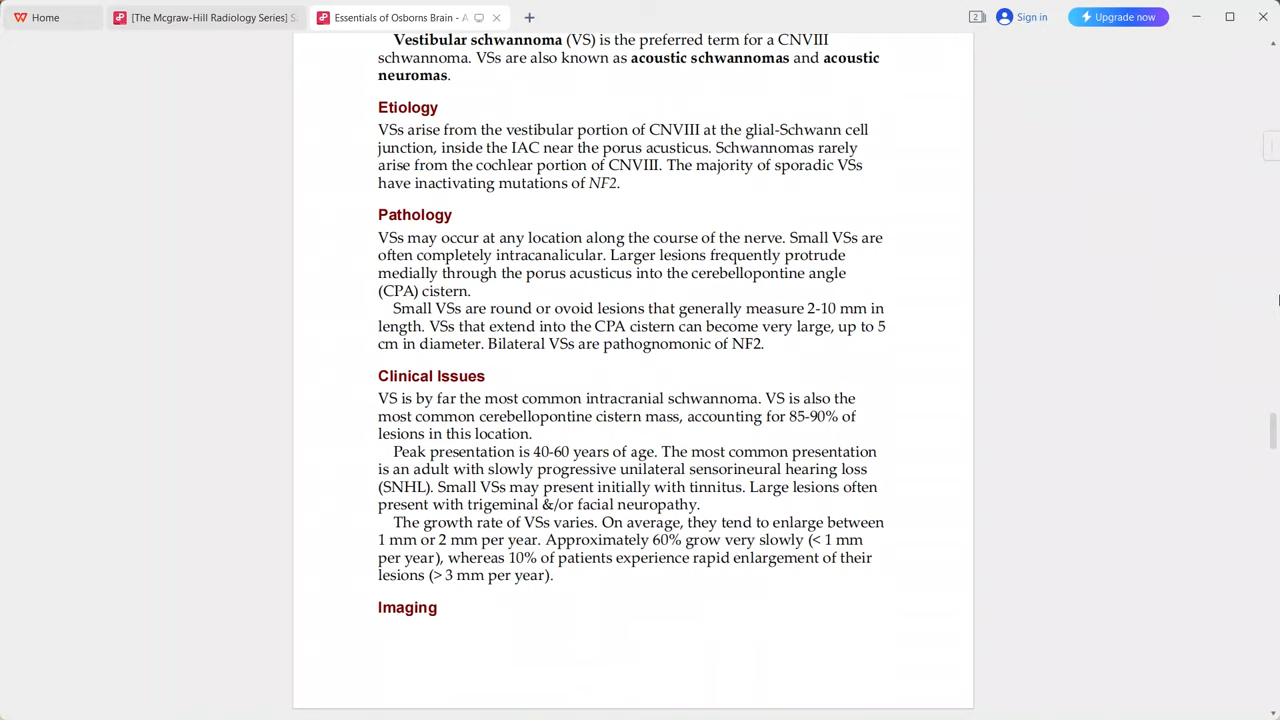 Home
[The Mcgraw-Hill Radiology Series] S
Essentials of Osborns Brain - A
2
Sign in
Upgrade now
Vestibular schwannoma (VS) is the preferred term for a CNVIII
schwannoma. VSs are also known as acoustic schwannomas and acoustic
neuromas.
Etiology
VSs arise from the vestibular portion of CNVIII at the glial-Schwann cell
junction, inside the IAC near the porus acusticus. Schwannomas rarely
arise from the cochlear portion of CNVIII. The majority of sporadic VSs
have inactivating mutations of NF2.
Pathology
VSs may occur at any location along the course of the nerve. Small VSs are
often completely intracanalicular. Larger lesions frequently protrude
medially through the porus acusticus into the cerebellopontine angle
(CPA) cistern.
Small VSs are round or ovoid lesions that generally measure 2-10 mm in
length. VSs that extend into the CPA cistern can become very large, up to 5
cm in diameter. Bilateral VSs are pathognomonic of NF2.
Clinical Issues
VS is by far the most common intracranial schwannoma. VS is also the
most common cerebellopontine cistern mass, accounting for 85-90% of
lesions in this location.
Peak presentation is 40-60 years of age. The most common presentation
is an adult with slowly progressive unilateral sensorineural hearing loss
(SNHL). Small VSs may present initially with tinnitus. Large lesions often
present with trigeminal &/or facial neuropathy.
The growth rate of VSs varies. On average, they tend to enlarge between
1 mm or 2 mm per year. Approximately 60% grow very slowly (< 1 mm
per year), whereas 10% of patients experience rapid enlargement of their
lesions (> 3 mm per year).
Imaging